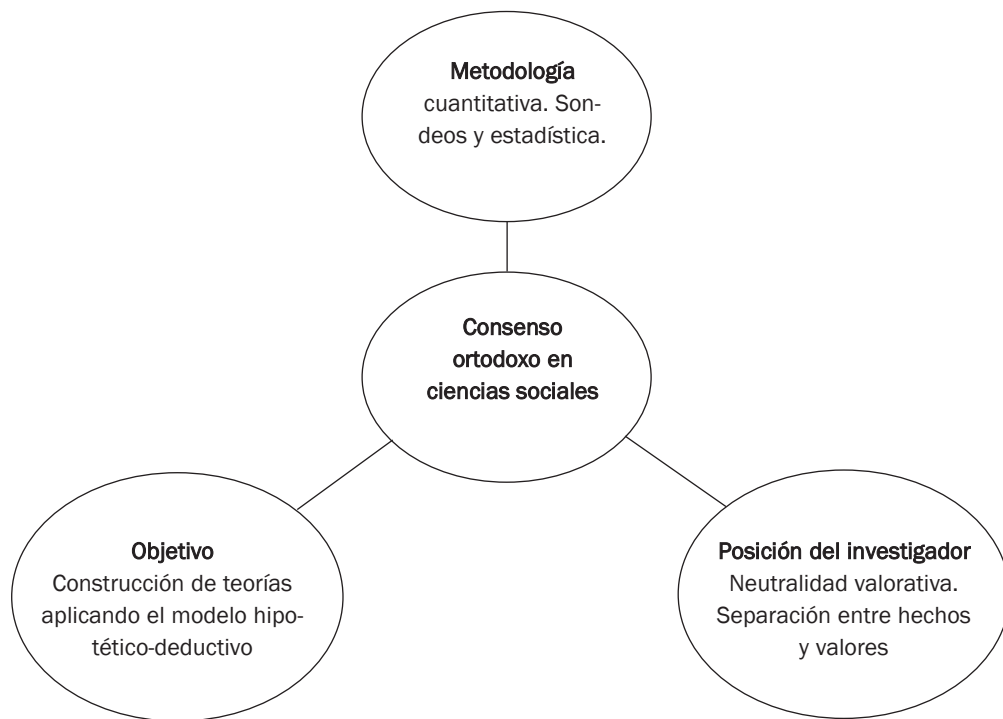 Metodología
cuantitativa. Son-
deos y estadística.
Consenso
ortodoxo en
ciencias sociales
Objetivo
Construcción de teorías
aplicando el modelo hipo-
tético-deductivo
Posición del investigador
Neutralidad valorativa.
Separación entre hechos
y valores